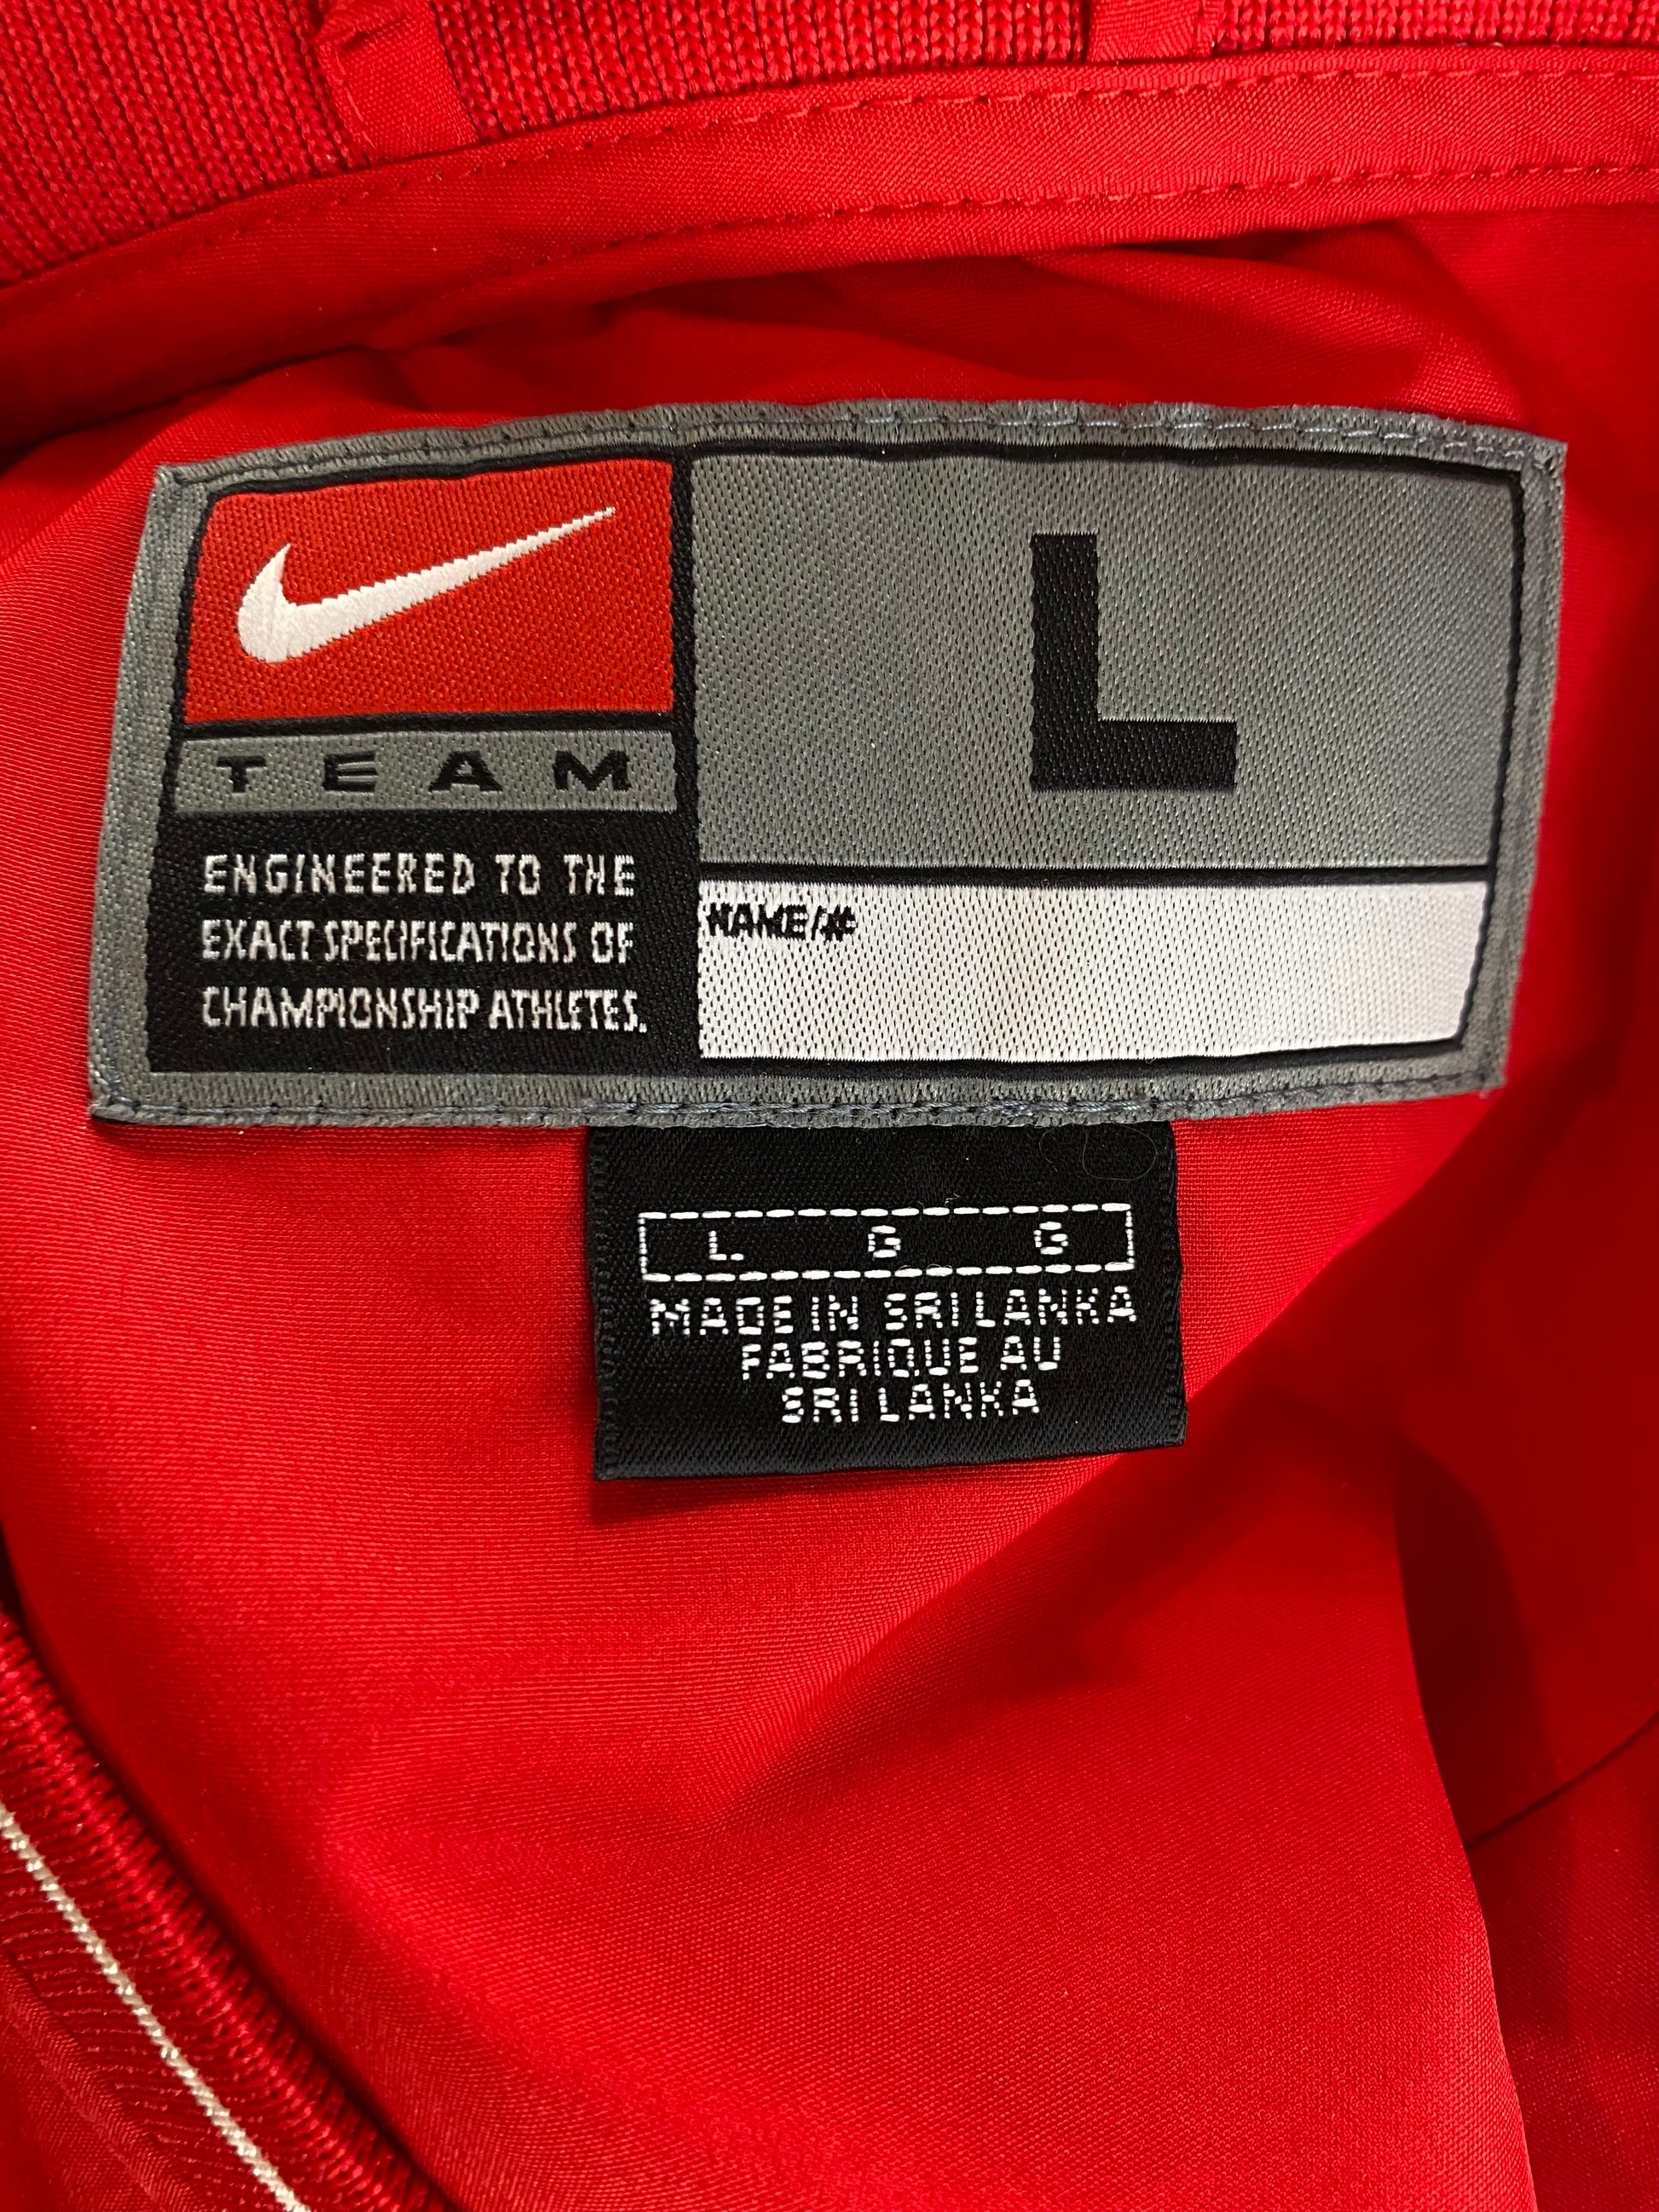 TEAM
ENGINEERED TO THE
EXACT SPECIFICATIONS OF
CHAMPIONSHIP ATHLETES.
L
NAME/#
L G G
MADE IN SRI LANKA
FABRIQUE AU
SRI LANKA